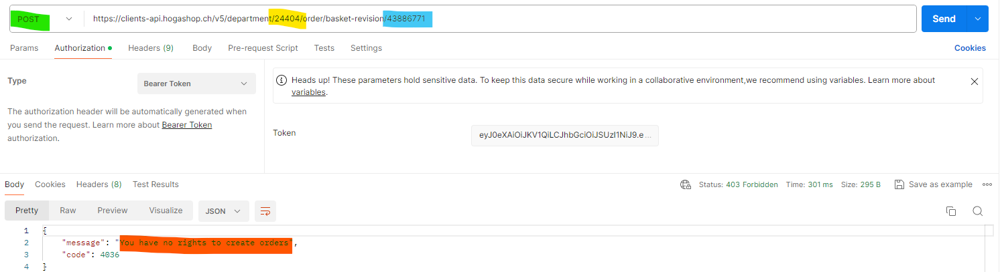 POST https://clients-api.hogashop.ch/v5/department/24404/order/basket-revision/43886771 Send
Params Authorization Headers (9) Body Pre-request Script Tests Settings Cookies
Type Bearer Token
The authorization header will be automatically generated when
you send the request. Learn more about Bearer Token
authorization.
Heads up! These parameters hold sensitive data. To keep this data secure while working in a collaborative environment,we recommend using variables. Learn more about
variables.
Token eyJ0eXAiOiJKV1QiLCJhbGciOiJSUzI1NiJ9.e ...
Body Cookies Headers (8) Test Results Status: 403 Forbidden Time: 301 ms Size: 295 B Save as example
Pretty Raw Preview Visualize JSON
1 {
2 "message": "You have no rights to create orders",
3 "code": 4036
4 }